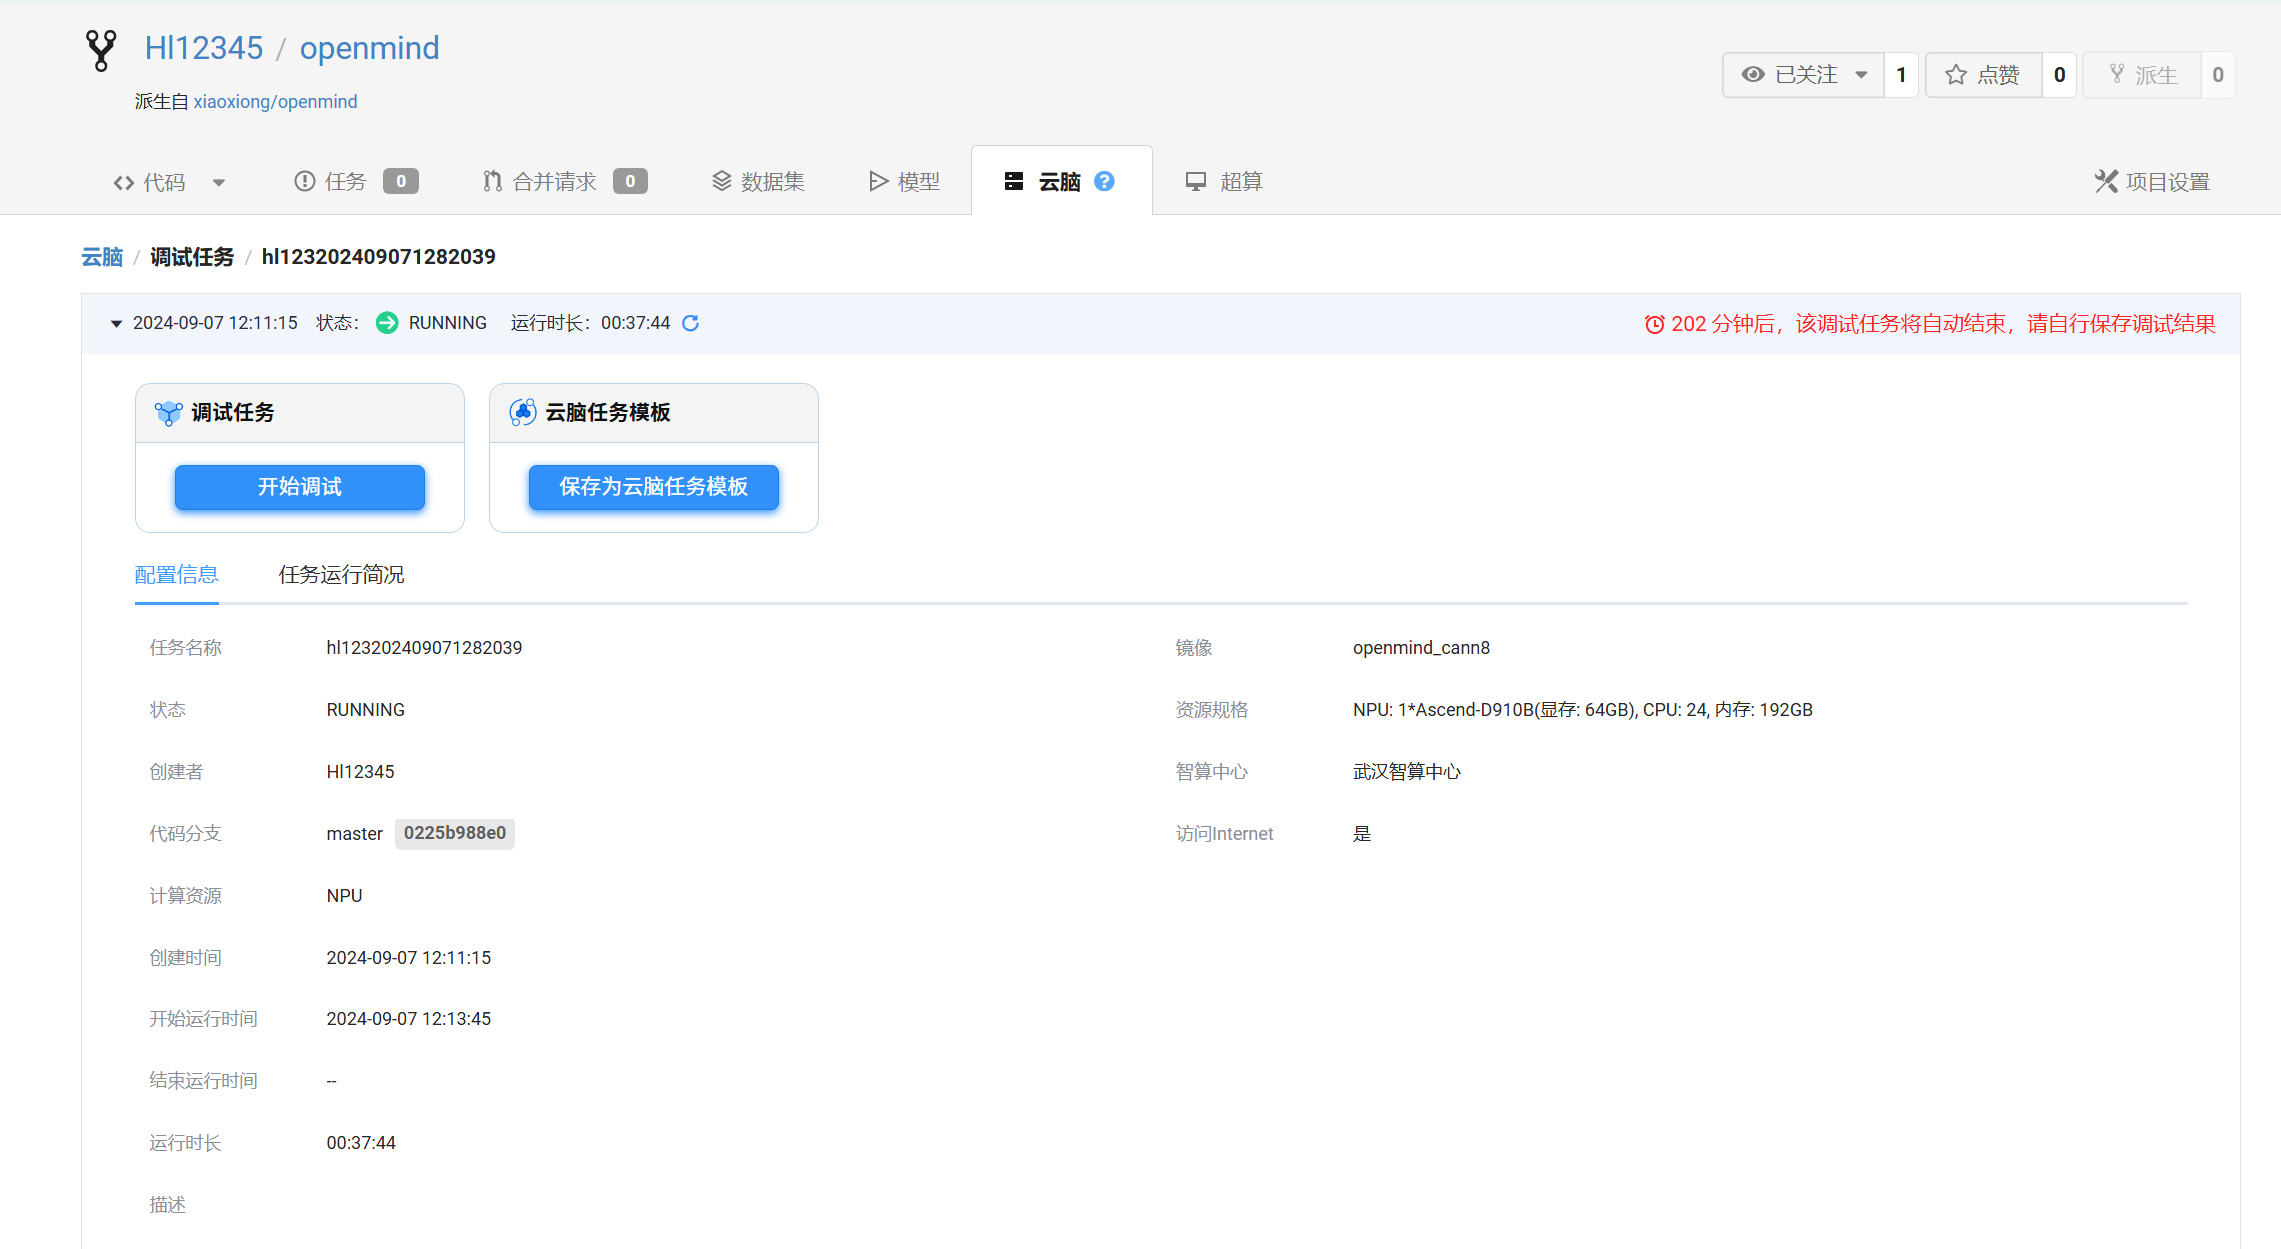 Hl12345 / openmind
派生自 xiaoxiong/openmind
已关注 1 点赞 0 派生 0
代码 任务 0 合并请求 0 数据集 模型 云脑 ? 超算 项目设置
云脑 / 调试任务 / hl123202409071282039
2024-09-07 12:11:15 状态： RUNNING 运行时长：00:37:44 202 分钟后，该调试任务将自动结束，请自行保存调试结果
调试任务 云脑任务模板
开始调试 保存为云脑任务模板
配置信息 任务运行简况
任务名称 hl123202409071282039 镜像 openmind_cann8
状态 RUNNING 资源规格 NPU: 1*Ascend-D910B(显存: 64GB), CPU: 24, 内存: 192GB
创建者 Hl12345 智算中心 武汉智算中心
代码分支 master 0225b988e0 访问Internet 是
计算资源 NPU
创建时间 2024-09-07 12:11:15
开始运行时间 2024-09-07 12:13:45
结束运行时间 --
运行时长 00:37:44
描述